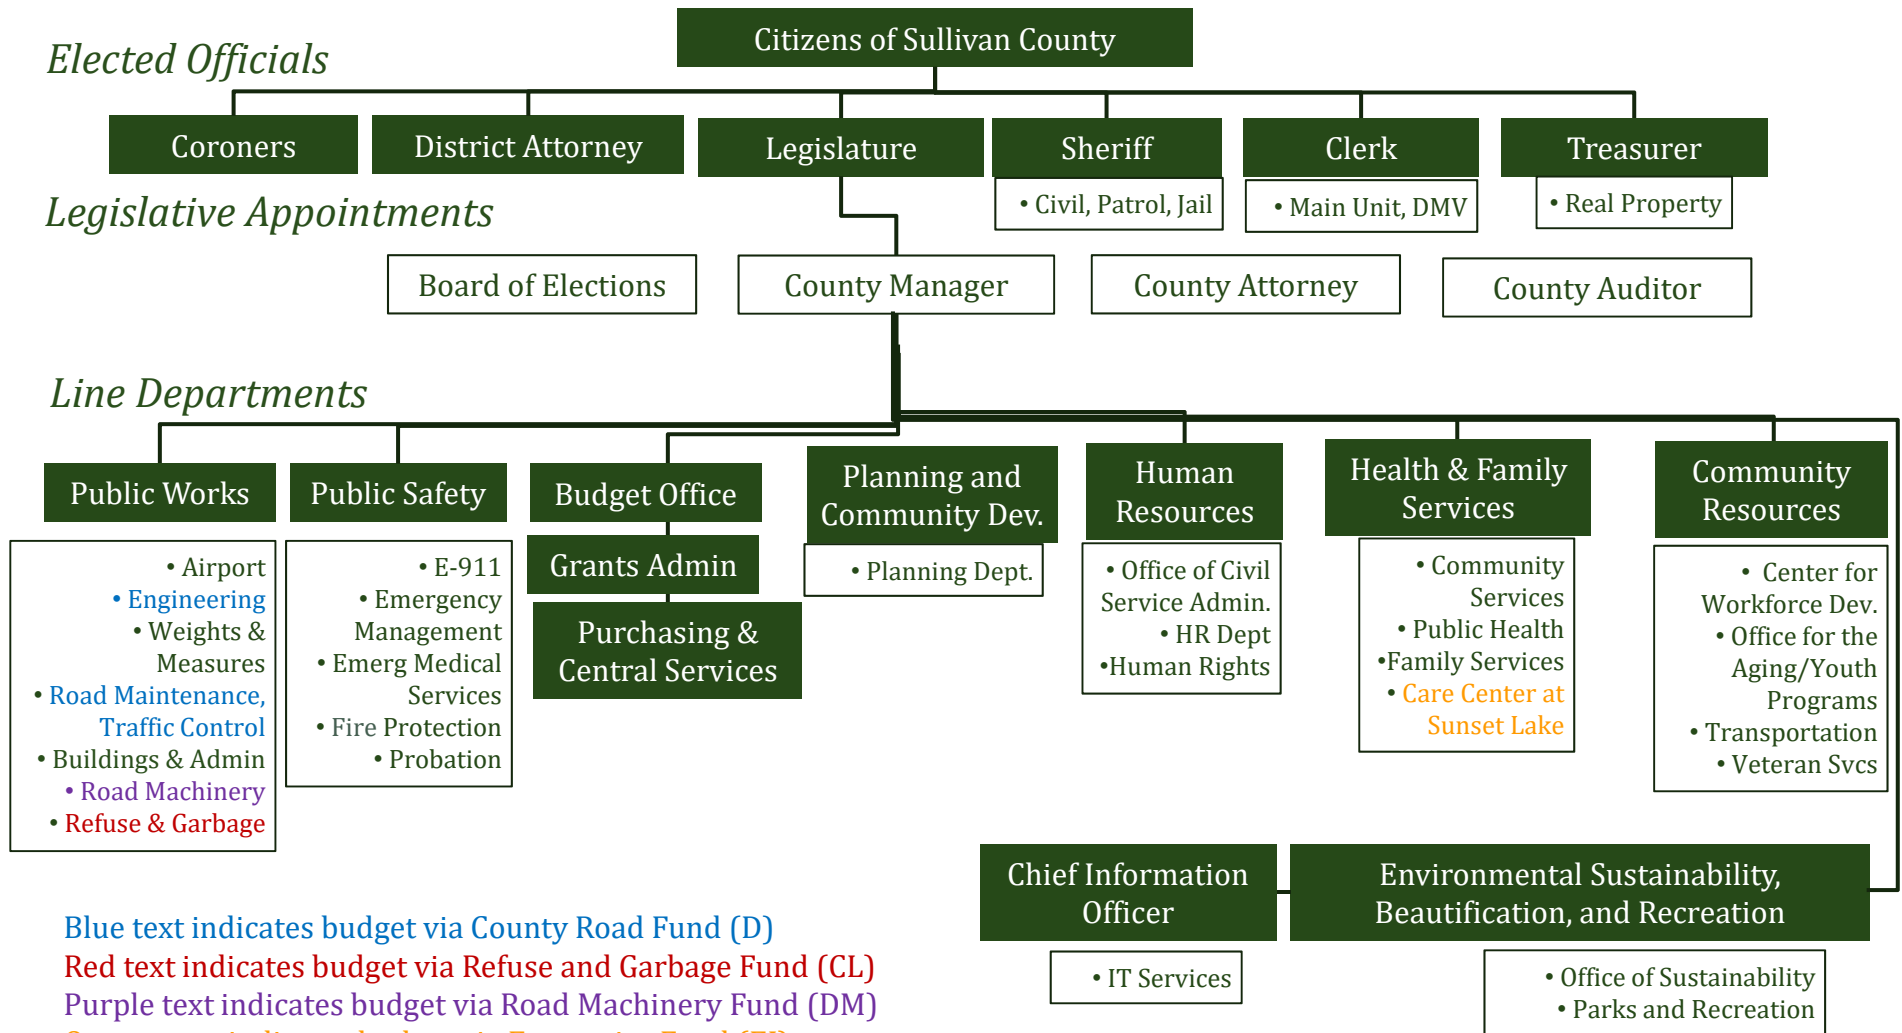 Citizens of Sullivan County
Elected Officials
Coroners
District Attorney
Legislature
Sheriff
Clerk
Treasurer
• Civil, Patrol, Jail
• Main Unit, DMV
• Real Property
Legislative Appointments
Board of Elections
County Manager
County Attorney
County Auditor
Line Departments
Public Works
• Airport
• Engineering
• Weights &
Measures
• Road Maintenance,
Traffic Control
• Buildings & Admin
• Road Machinery
• Refuse & Garbage
Public Safety
• E-911
• Emergency
Management
• Emerg Medical
Services
• Fire Protection
• Probation
Budget Office
Grants Admin
Purchasing &
Central Services
Planning and
Community Dev.
• Planning Dept.
Human
Resources
• Office of Civil
Service Admin.
• HR Dept
•Human Rights
Health & Family
Services
• Community
Services
• Public Health
•Family Services
• Care Center at
Sunset Lake
Community
Resources
• Center for
Workforce Dev.
• Office for the
Aging/Youth
Programs
• Transportation
• Veteran Svcs
Chief Information
Officer
• IT Services
Environmental Sustainability,
Beautification, and Recreation
• Office of Sustainability
• Parks and Recreation
Blue text indicates budget via County Road Fund (D)
Red text indicates budget via Refuse and Garbage Fund (CL)
Purple text indicates budget via Road Machinery Fund (DM)